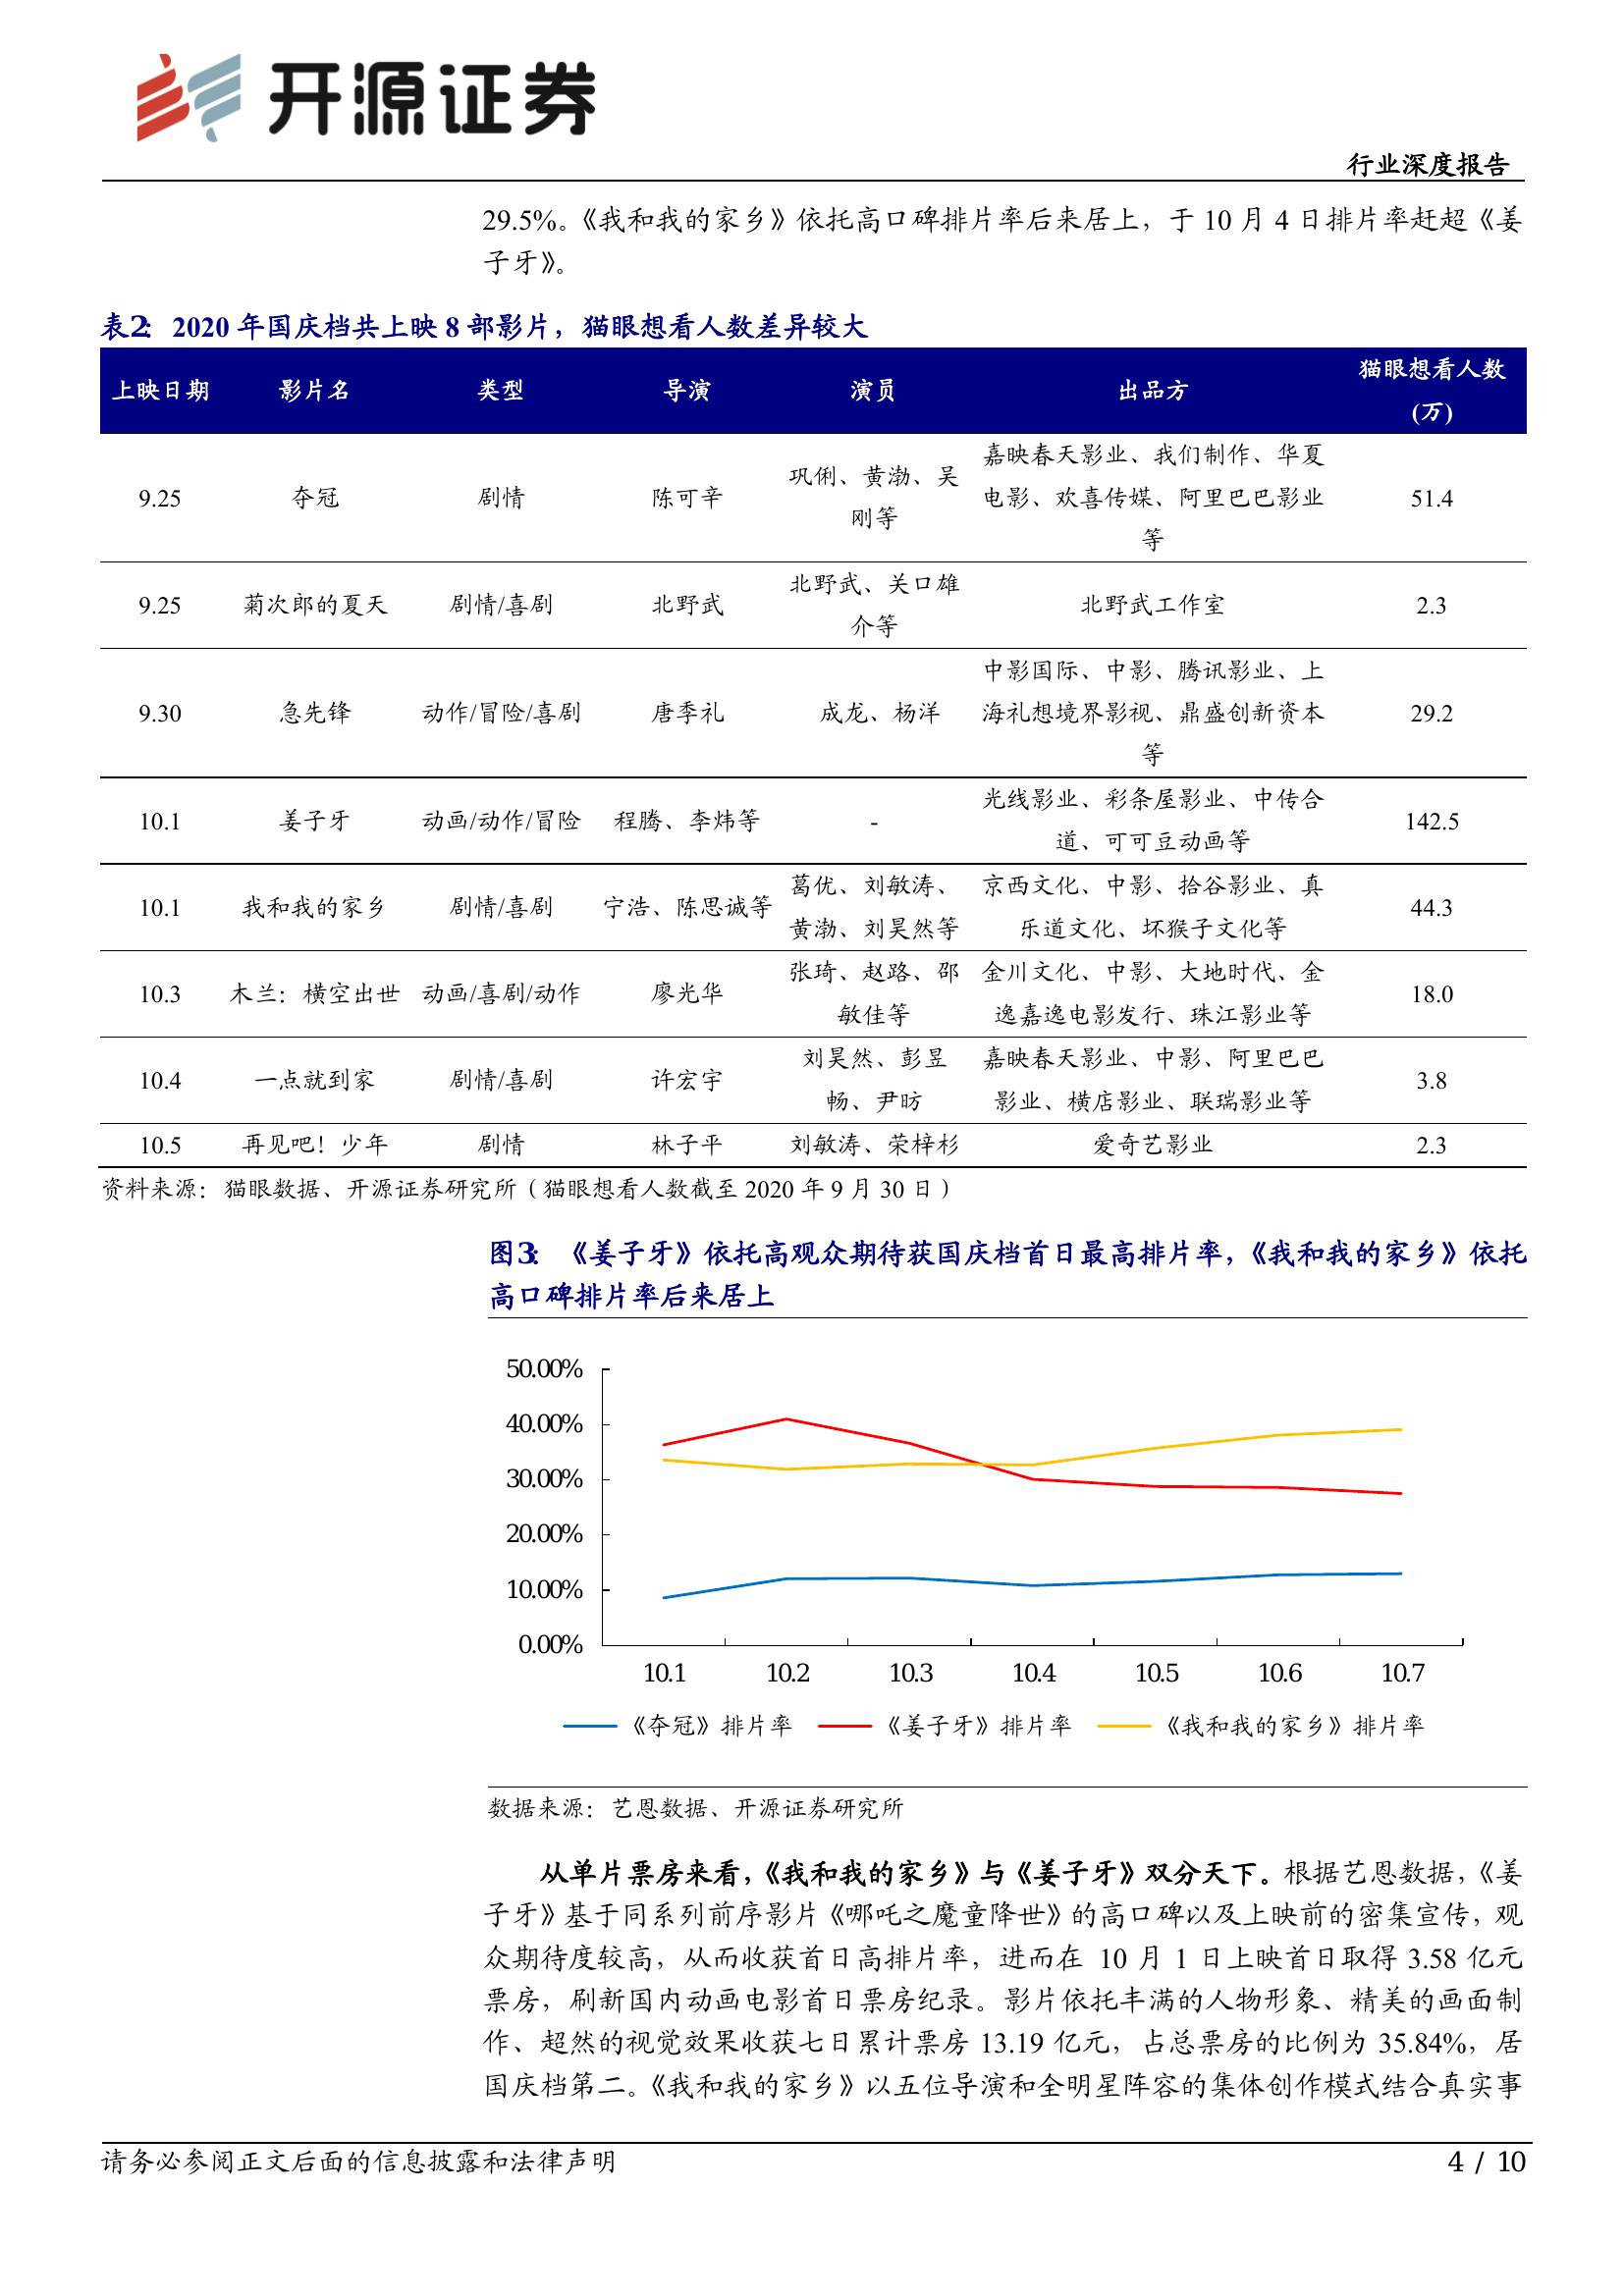 开源证券
行业深度报告
29.5%。《我和我的家乡》依托高口碑排片率后来居上，于 10 月 4 日排片率赶超《姜
子牙》。
表2： 2020 年国庆档共上映 8 部影片，猫眼想看人数差异较大
上映日期 影片名 类型 导演 演员 出品方 猫眼想看人数
(万)
9.25 夺冠 剧情 陈可辛 巩俐、黄渤、吴
刚等 嘉映春天影业、我们制作、华夏
电影、欢喜传媒、阿里巴巴影业
等 51.4
9.25 菊次郎的夏天 剧情/喜剧 北野武 北野武、关口雄
介等 北野武工作室 2.3
9.30 急先锋 动作/冒险/喜剧 唐季礼 成龙、杨洋 中影国际、中影、腾讯影业、上
海礼想境界影视、鼎盛创新资本
等 29.2
10.1 姜子牙 动画/动作/冒险 程腾、李炜等 - 光线影业、彩条屋影业、中传合
道、可可豆动画等 142.5
10.1 我和我的家乡 剧情/喜剧 宁浩、陈思诚等 葛优、刘敏涛、
黄渤、刘昊然等 京西文化、中影、拾谷影业、真
乐道文化、坏猴子文化等 44.3
10.3 木兰：横空出世 动画/喜剧/动作 廖光华 张琦、赵路、邵
敏佳等 金川文化、中影、大地时代、金
逸嘉逸电影发行、珠江影业等 18.0
10.4 一点就到家 剧情/喜剧 许宏宇 刘昊然、彭昱
畅、尹昉 嘉映春天影业、中影、阿里巴巴
影业、横店影业、联瑞影业等 3.8
10.5 再见吧！少年 剧情 林子平 刘敏涛、荣梓杉 爱奇艺影业 2.3
资料来源：猫眼数据、开源证券研究所（猫眼想看人数截至 2020 年 9 月 30 日）
图3： 《姜子牙》依托高观众期待获国庆档首日最高排片率，《我和我的家乡》依托
高口碑排片率后来居上
50.00%
40.00%
30.00%
20.00%
10.00%
0.00%
10.1 10.2 10.3 10.4 10.5 10.6 10.7
《夺冠》排片率 《姜子牙》排片率 《我和我的家乡》排片率
数据来源：艺恩数据、开源证券研究所
从单片票房来看，《我和我的家乡》与《姜子牙》双分天下。根据艺恩数据，《姜
子牙》基于同系列前序影片《哪吒之魔童降世》的高口碑以及上映前的密集宣传，观
众期待度较高，从而收获首日高排片率，进而在 10 月 1 日上映首日取得 3.58 亿元
票房，刷新国内动画电影首日票房纪录。影片依托丰满的人物形象、精美的画面制
作、超然的视觉效果收获七日累计票房 13.19 亿元，占总票房的比例为 35.84%，居
国庆档第二。《我和我的家乡》以五位导演和全明星阵容的集体创作模式结合真实事
请务必参阅正文后面的信息披露和法律声明
4 / 10